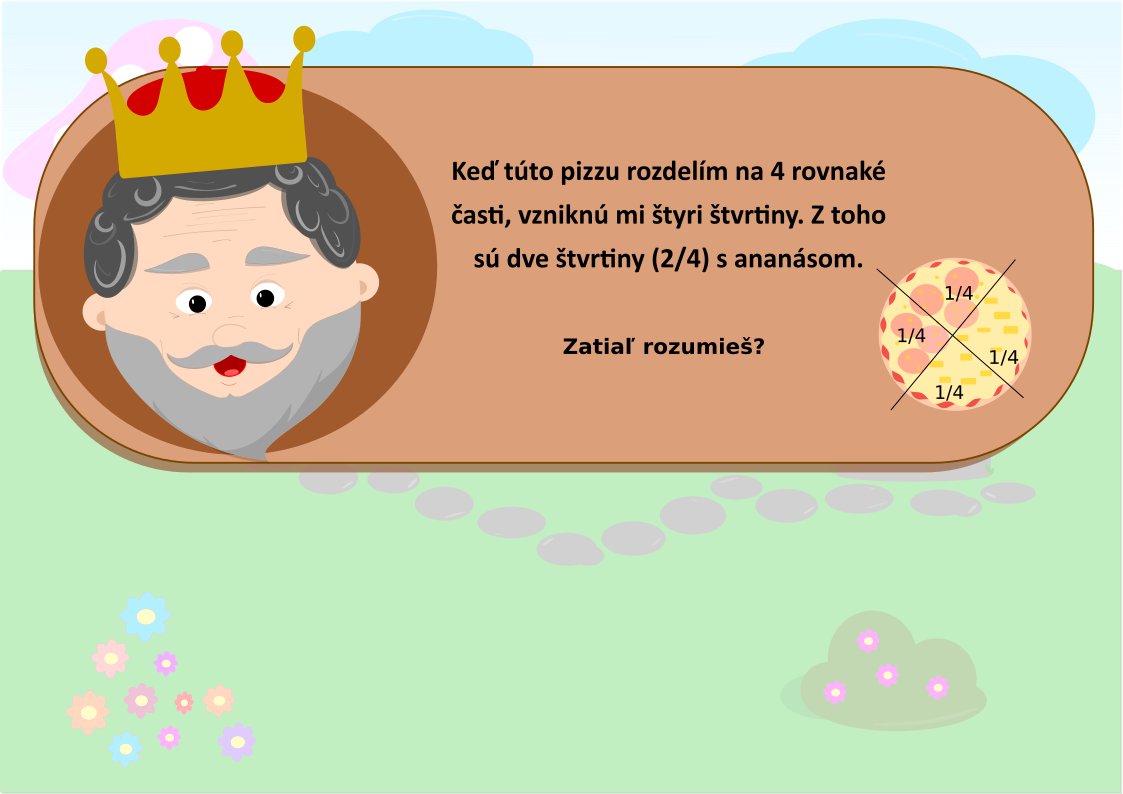 Keď túto pizzu rozdelím na 4 rovnaké
časti, vzniknú mi štyri štvrtiny. Z toho
sú dve štvrtiny (2/4) s ananásom.
Zatiaľ rozumieš?
1/4
1/4
1/4
1/4